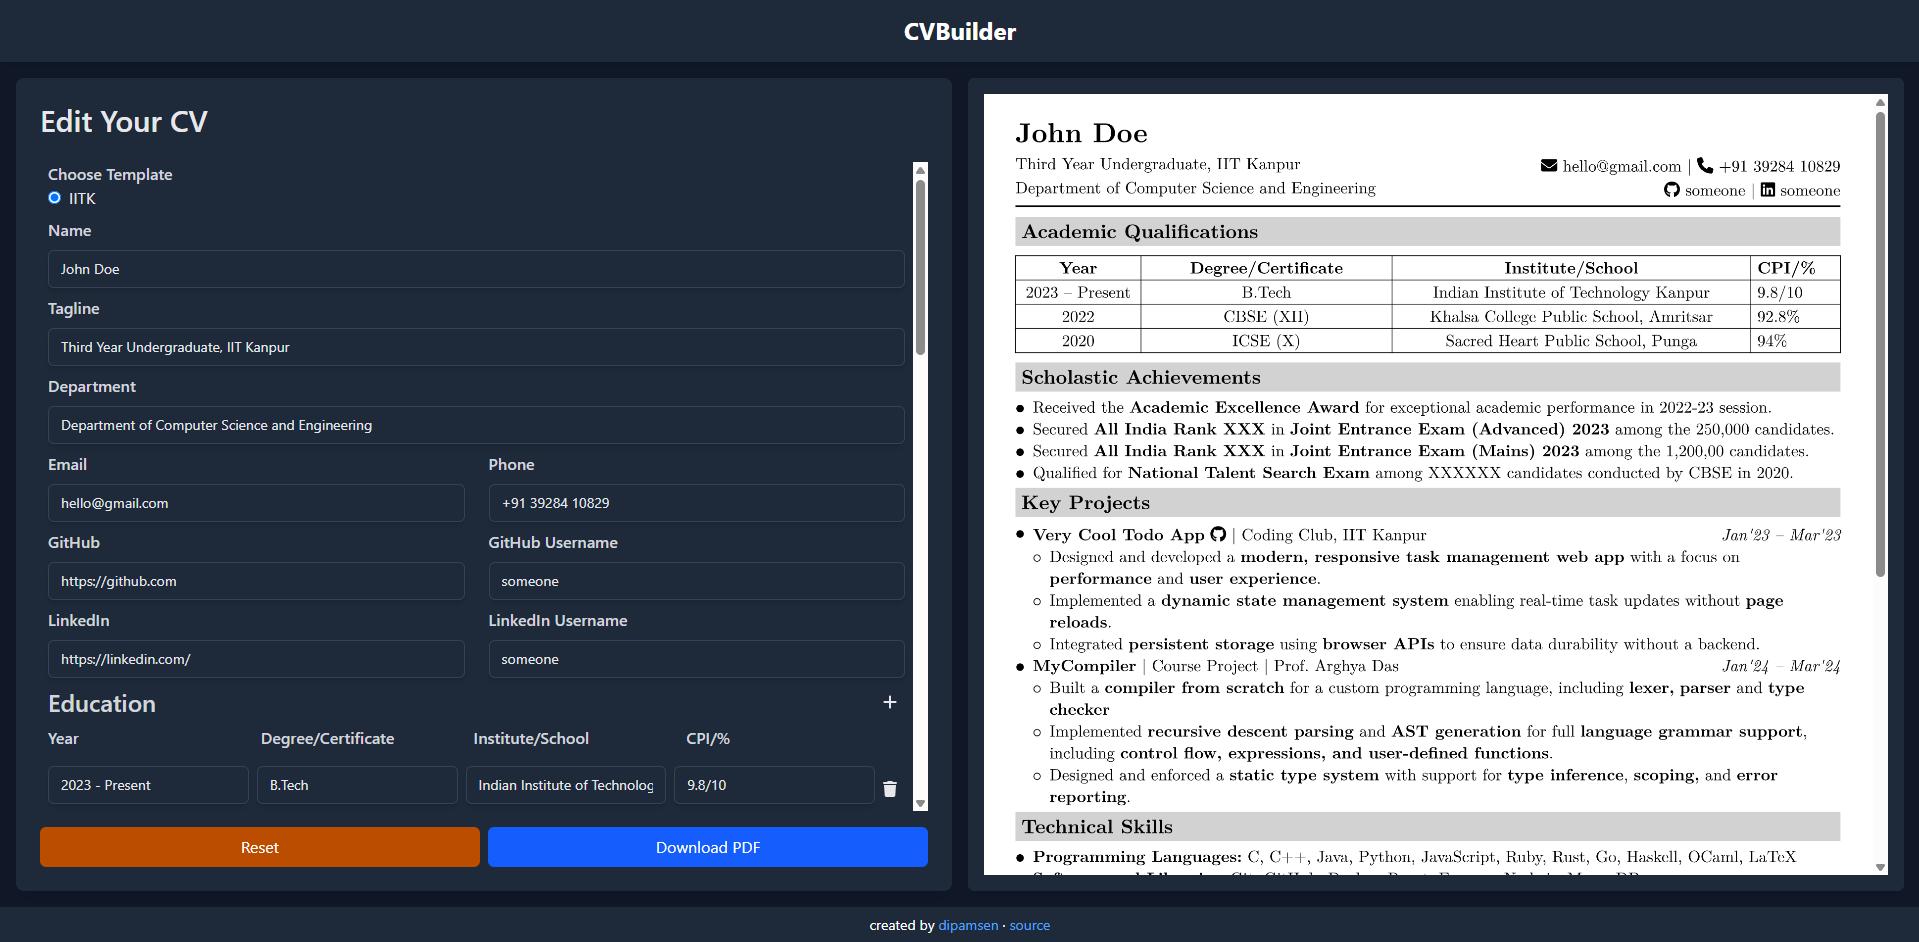 CVBuilder
Edit Your CV
Choose Template
IITK
Name
John Doe
Tagline
Third Year Undergraduate, IIT Kanpur
Department
Department of Computer Science and Engineering
Email Phone
hello@gmail.com +91 39284 10829
GitHub GitHub Username
https://github.com someone
LinkedIn LinkedIn Username
https://linkedin.com/ someone
Education +
Year Degree/Certificate Institute/School CPI/%
2023 - Present B.Tech Indian Institute of Technolog 9.8/10
Reset Download PDF
John Doe
Third Year Undergraduate, IIT Kanpur hello@gmail.com | +91 39284 10829
Department of Computer Science and Engineering someone | someone
Academic Qualifications
Year Degree/Certificate Institute/School CPI/%
2023 – Present B.Tech Indian Institute of Technology Kanpur 9.8/10
2022 CBSE (XII) Khalsa College Public School, Amritsar 92.8%
2020 ICSE (X) Sacred Heart Public School, Punga 94%
Scholastic Achievements
● Received the Academic Excellence Award for exceptional academic performance in 2022-23 session.
● Secured All India Rank XXX in Joint Entrance Exam (Advanced) 2023 among the 250,000 candidates.
● Secured All India Rank XXX in Joint Entrance Exam (Mains) 2023 among the 1,200,00 candidates.
● Qualified for National Talent Search Exam among XXXXXX candidates conducted by CBSE in 2020.
Key Projects
● Very Cool Todo App | Coding Club, IIT Kanpur Jan'23 – Mar'23
○ Designed and developed a modern, responsive task management web app with a focus on
performance and user experience.
○ Implemented a dynamic state management system enabling real-time task updates without page
reloads.
○ Integrated persistent storage using browser APIs to ensure data durability without a backend.
● MyCompiler | Course Project | Prof. Arghya Das Jan'24 – Mar'24
○ Built a compiler from scratch for a custom programming language, including lexer, parser and type
checker
○ Implemented recursive descent parsing and AST generation for full language grammar support,
including control flow, expressions, and user-defined functions.
○ Designed and enforced a static type system with support for type inference, scoping, and error
reporting.
Technical Skills
● Programming Languages: C, C++, Java, Python, JavaScript, Ruby, Rust, Go, Haskell, OCaml, LaTeX
created by dipamsen · source